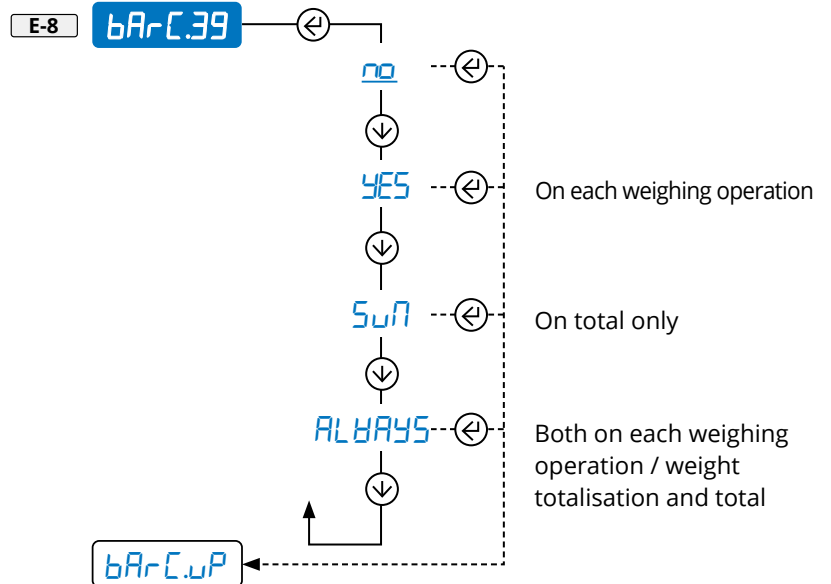 E-8 bArC.39
no
YES On each weighing operation
SuM On total only
ALWAYS Both on each weighing
operation / weight
totalisation and total
bArC.uP